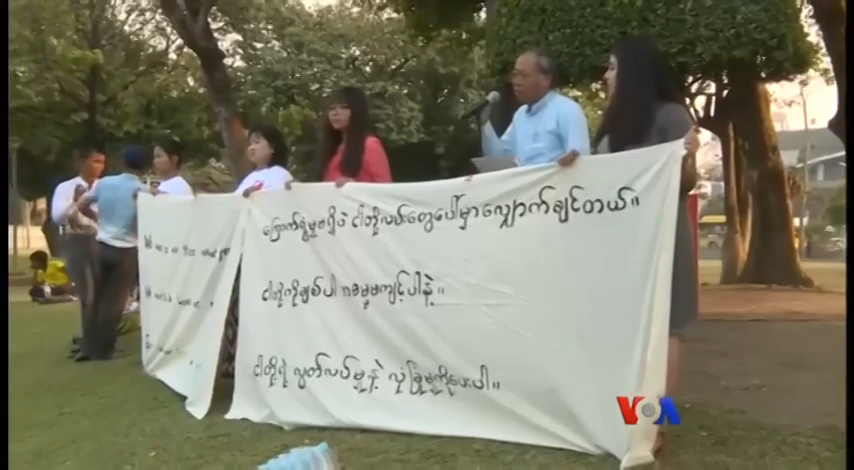 ကြောက်ရွံ့မှုမရှိပဲ ငါတို့လမ်းတွေပေါ်မှာလျှောက်ချင်တယ်။
ငါတို့ကိုချစ်ပါ အဓမ္မမကျင့်ပါနဲ့။
ငါတို့ရဲ့ လွတ်လပ်မှုနဲ့ လုံခြုံမှုကိုပေးပါ။
VOA